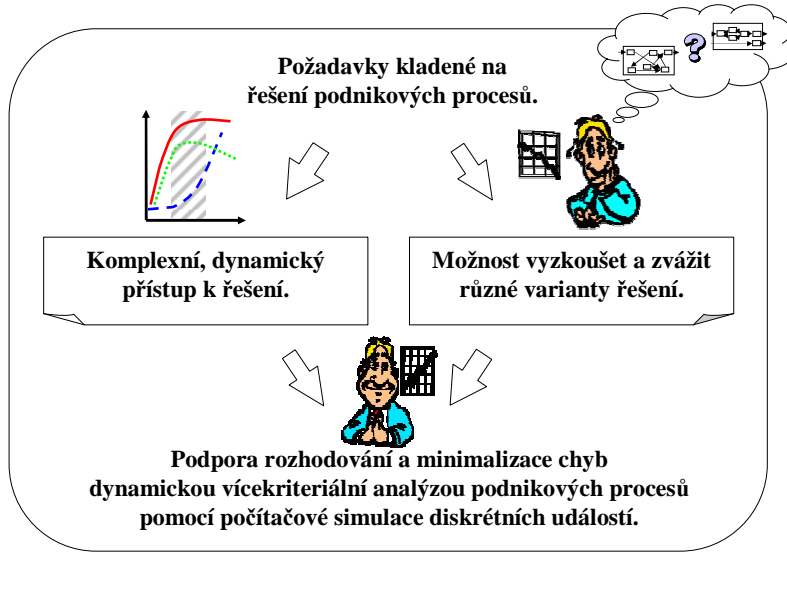 Požadavky kladené na
řešení podnikových procesů.
?
Komplexní, dynamický
přístup k řešení.
Možnost vyzkoušet a zvážit
různé varianty řešení.
Podpora rozhodování a minimalizace chyb
dynamickou vícekriteriální analýzou podnikových procesů
pomocí počítačové simulace diskrétních událostí.